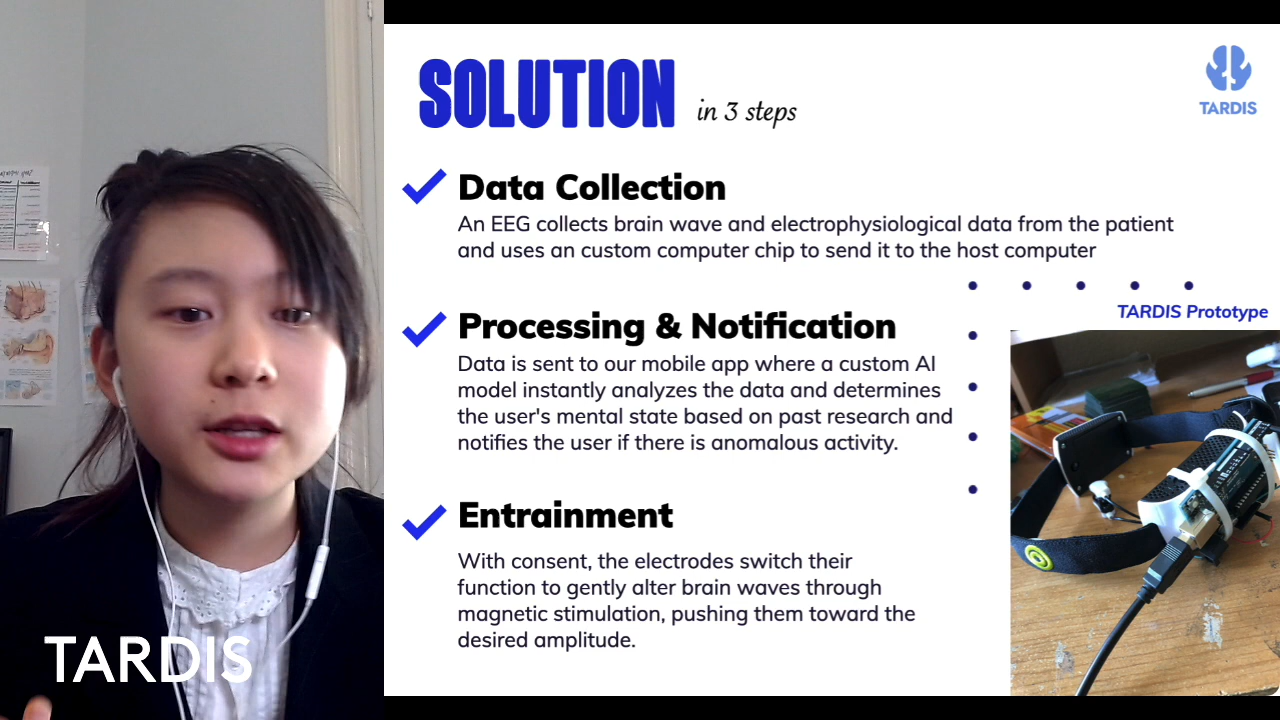 SOLUTION in 3 steps
TARDIS
Data Collection
An EEG collects brain wave and electrophysiological data from the patient
and uses an custom computer chip to send it to the host computer
TARDIS Prototype
Processing & Notification
Data is sent to our mobile app where a custom AI
model instantly analyzes the data and determines
the user's mental state based on past research and
notifies the user if there is anomalous activity.
Entrainment
With consent, the electrodes switch their
function to gently alter brain waves through
magnetic stimulation, pushing them toward the
desired amplitude.
TARDIS